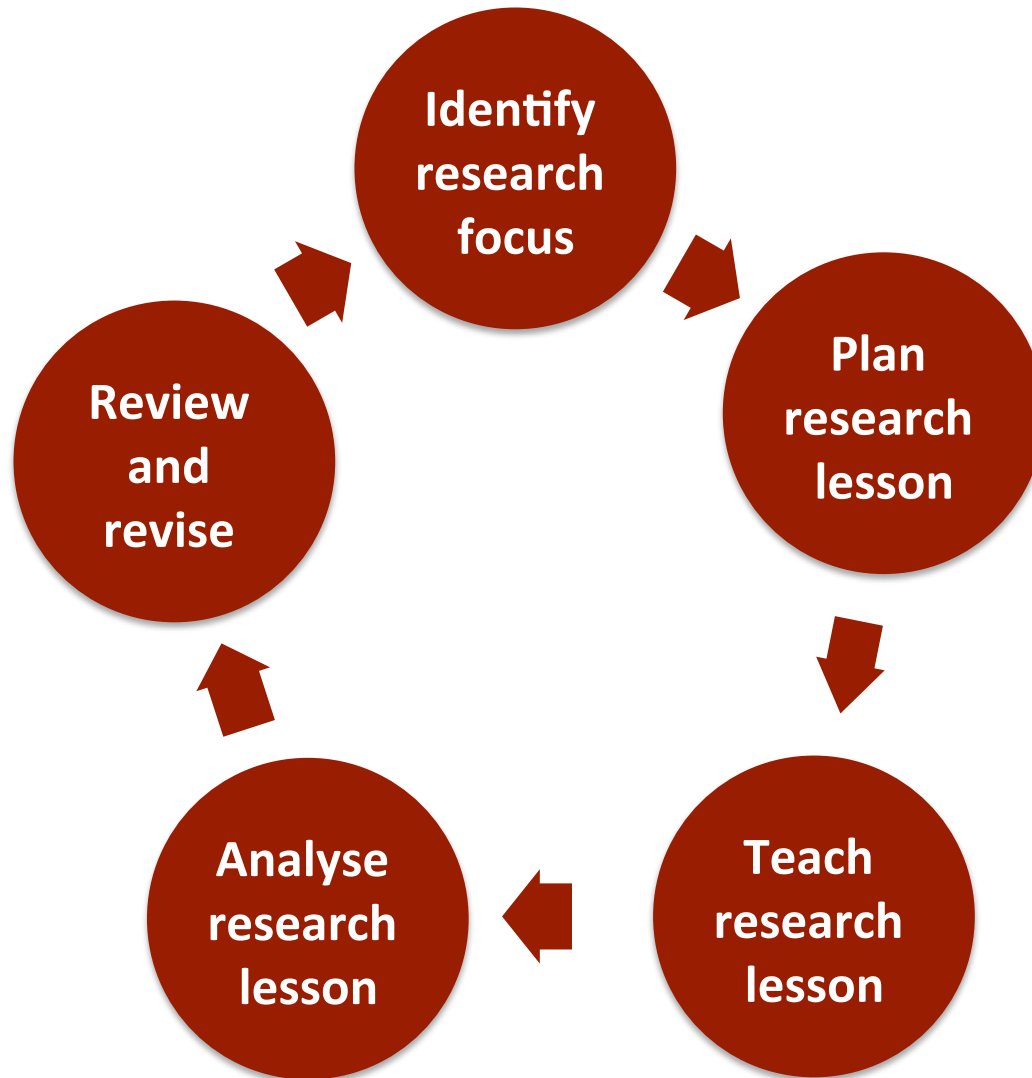 Identify
research
focus
Plan
research
lesson
Teach
research
lesson
Analyse
research
lesson
Review
and
revise